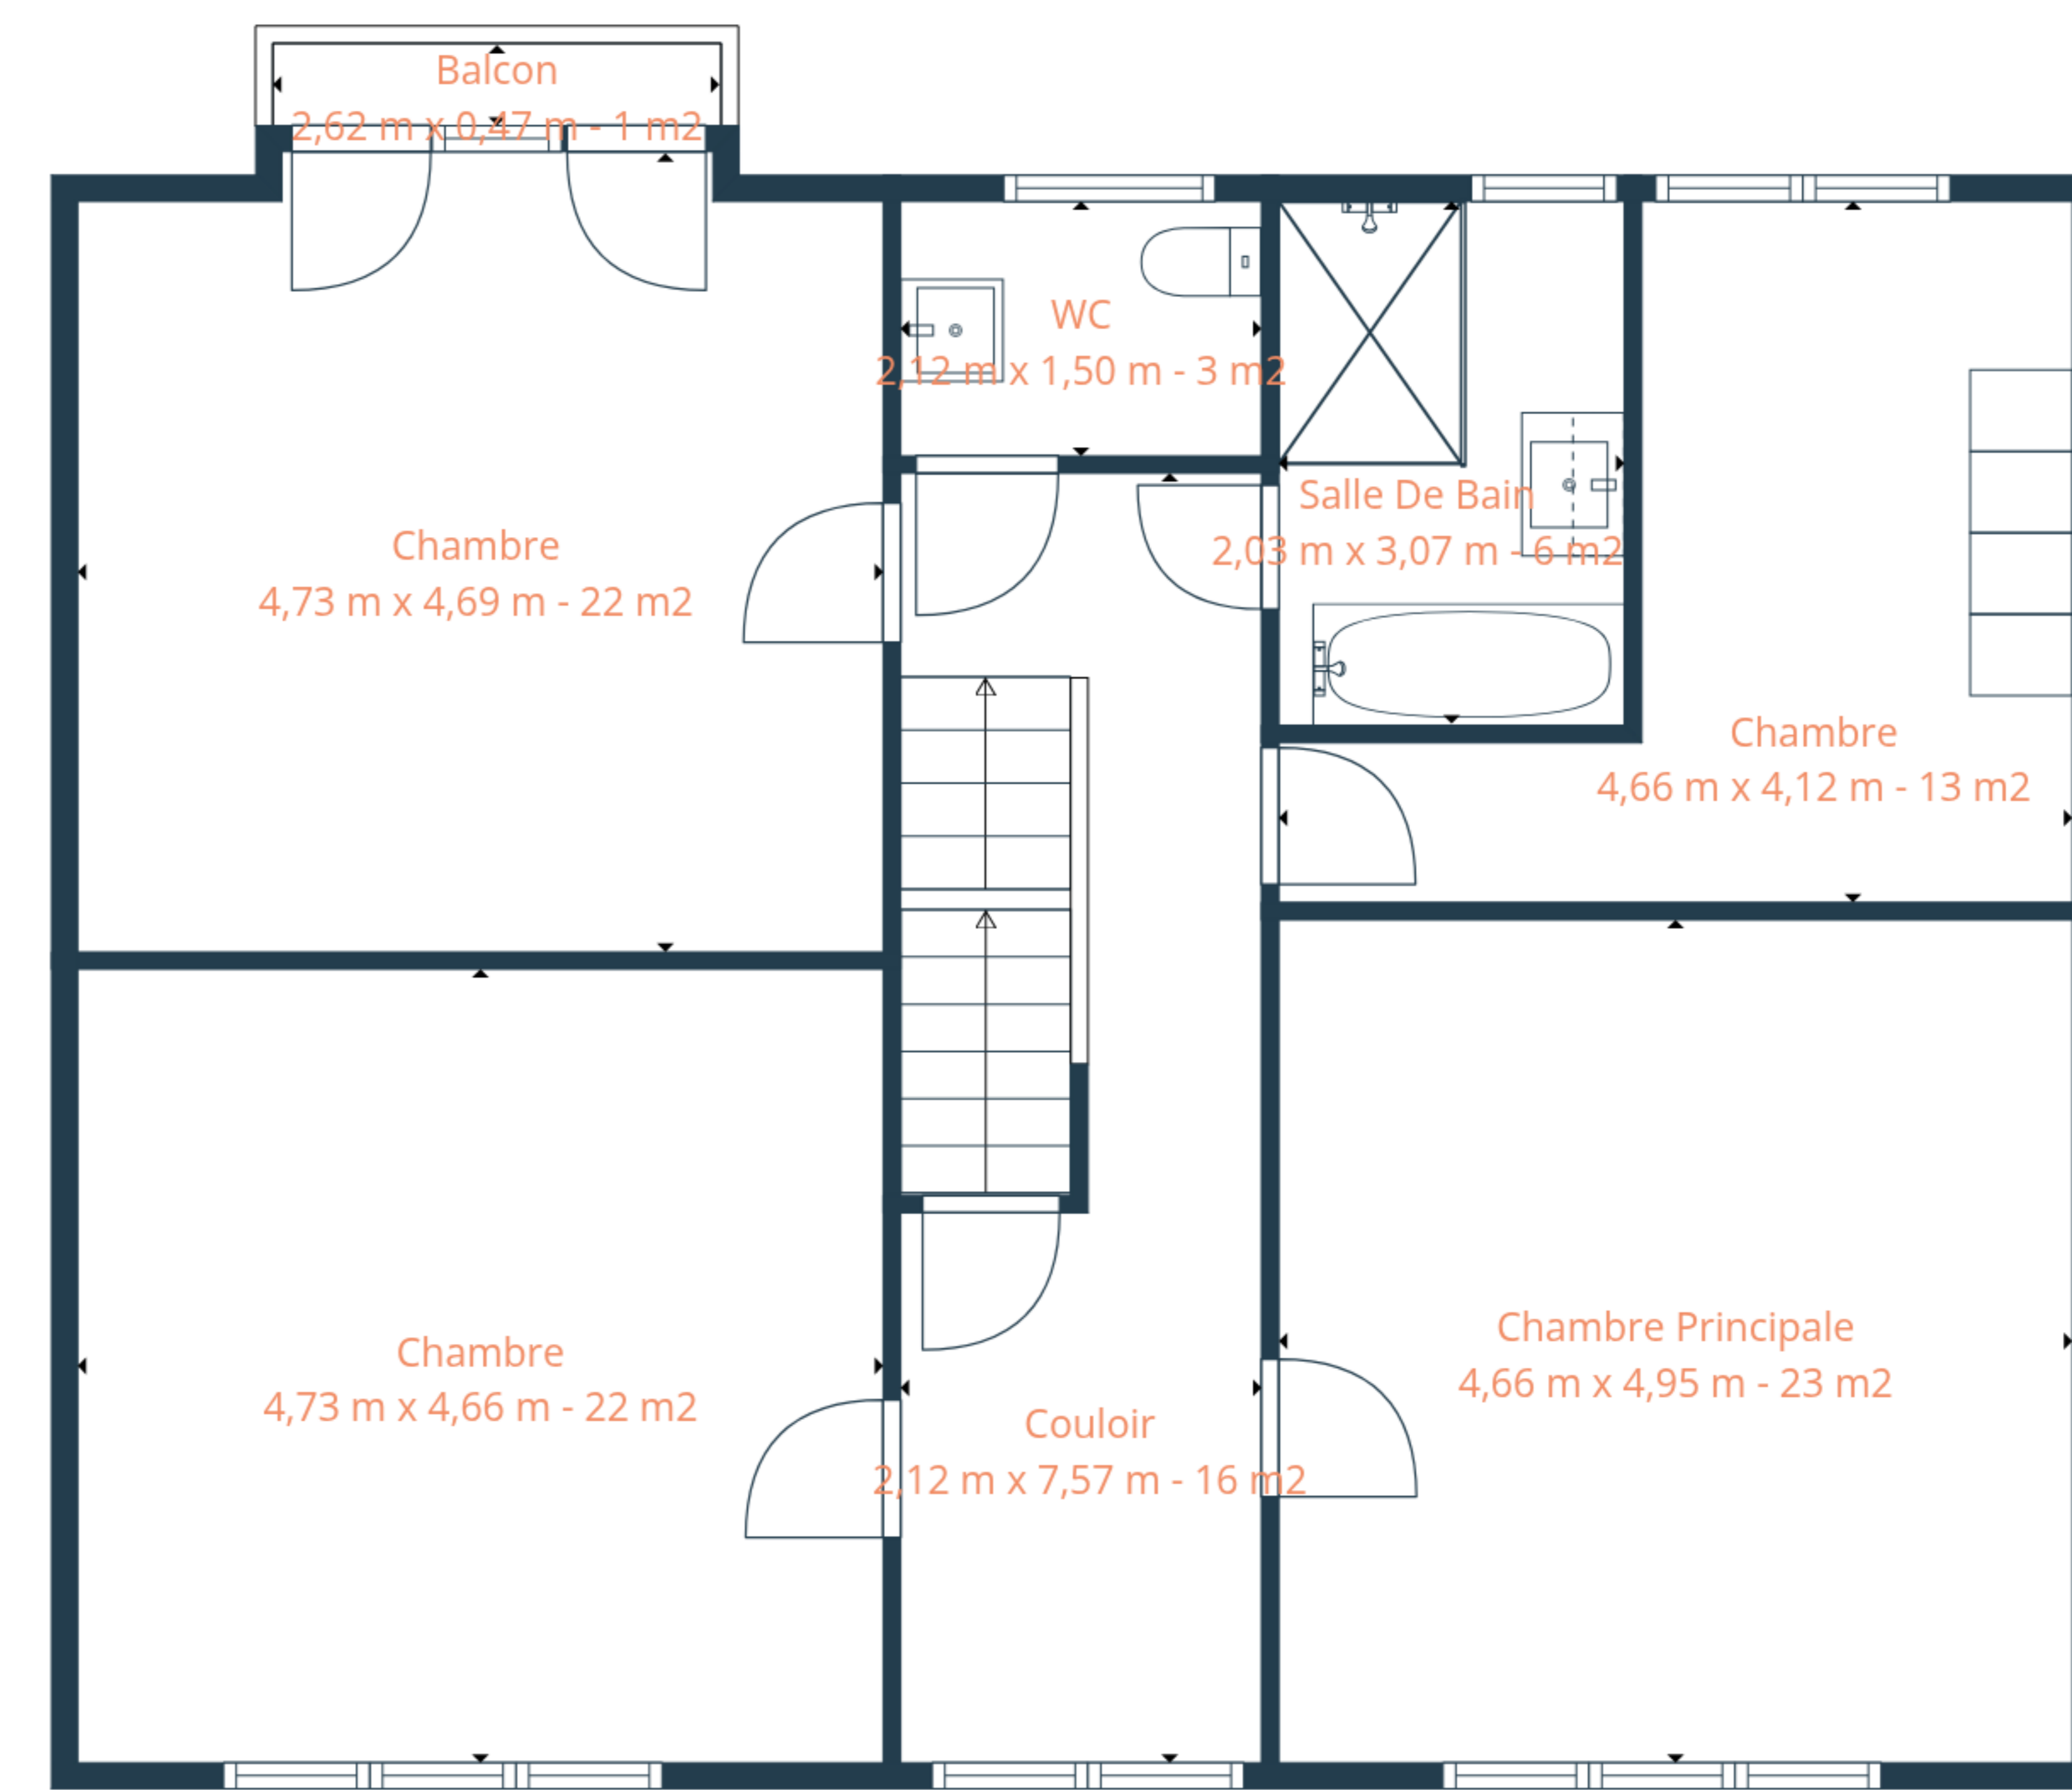 Balcon
2,62 m x 0,47 m - 1 m2
WC
2,12 m x 1,50 m - 3 m2
Salle De Bain
2,03 m x 3,07 m - 6 m2
Chambre
4,73 m x 4,69 m - 22 m2
Chambre
4,66 m x 4,12 m - 13 m2
Chambre
4,73 m x 4,66 m - 22 m2
Couloir
2,12 m x 7,57 m - 16 m2
Chambre Principale
4,66 m x 4,95 m - 23 m2